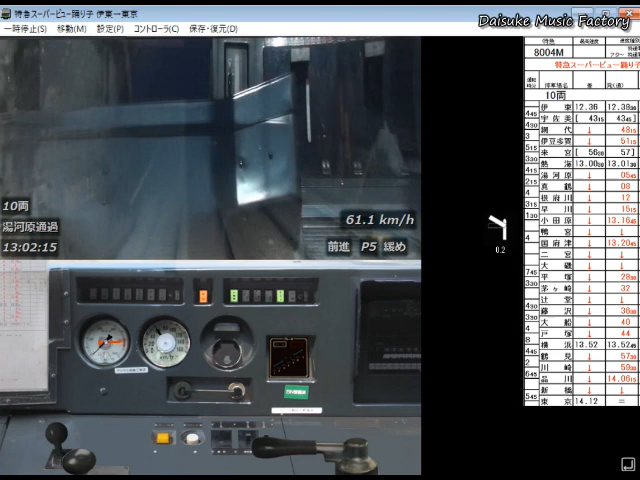 特急スーパービュー踊り子 伊東→東京
Daisuke Music Factory
一時停止(S) 移動(M) 設定(P) コントローラ(C) 保存・復元(D)
10両
湯河原通過
13:02:15
61.1 km/h
前進 P5 緩め
0.2
8004M
特急スーパービュー踊り子
10両
伊東 12.36 12.38
宇佐美 [ 43 43 ]
網代 ↓ 48
伊豆多賀 ↓ 51
来宮 [ 56 57 ]
熱海 13.00 13.01
湯河原 ↓ 05
真鶴 ↓ 08
根府川 ↓ 12
早川 ↓ 15
小田原 ↓ 13.16
鴨宮 ↓ ↓
国府津 ↓ 13.20
二宮 ↓ ↓
大磯 ↓ ↓
平塚 ↓ 28
茅ヶ崎 ↓ 32
辻堂 ↓ ↓
藤沢 ↓ 36
大船 ↓ 40
戸塚 ↓ 44
横浜 13.52 13.52
鶴見 ↓ 57
川崎 ↓ 59
品川 ↓ 14.06
新橋 ↓ ↓
東京 14.12 =